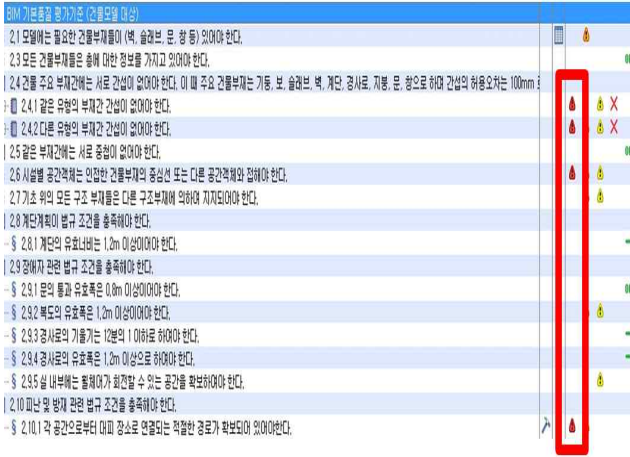 BIM 기본품질 평가기준 (건물모델 대상)
2.1 모델에는 필요한 건물부재들이 (벽, 슬래브, 문, 창 등) 있어야 한다.
2.3 모든 건물부재들은 층에 대한 정보를 가지고 있어야 한다.
2.4 건물 주요 부재간에는 서로 간섭이 없어야 한다. 이 때 주요 건물부재는 기둥, 보, 슬래브, 벽, 계단, 경사로, 지붕, 문, 창으로 하며 간섭의 허용오차는 100mm
2.4.1 같은 유형의 부재간 간섭이 없어야 한다.
2.4.2 다른 유형의 부재간 간섭이 없어야 한다.
2.5 같은 부재간에는 서로 중첩이 없어야 한다.
2.6 시설별 공간객체는 인접한 건물부재의 중심선 또는 다른 공간객체와 접해야 한다.
2.7 기초 위의 모든 구조 부재들은 다른 구조부재에 의하여 지지되어야 한다.
2.8 계단계획이 법규 조건을 충족해야 한다.
§ 2.8.1 계단의 유효너비는 1.2m 이상이어야 한다.
2.9 장애자 관련 법규 조건을 충족해야 한다.
§ 2.9.1 문의 통과 유효폭은 0.8m 이상이어야 한다.
§ 2.9.2 복도의 유효폭은 1.2m 이상이어야 한다.
§ 2.9.3 경사로의 기울기는 12분의 1 이하로 하여야 한다.
§ 2.9.4 경사로의 유효폭은 1.2m 이상으로 하여야 한다.
§ 2.9.5 실 내부에는 휠체어가 회전할 수 있는 공간을 확보하여야 한다.
2.10 피난 및 방재 관련 법규 조건을 충족해야 한다.
§ 2.10.1 각 공간으로부터 대피 장소로 연결되는 적절한 경로가 확보되어 있어야한다.